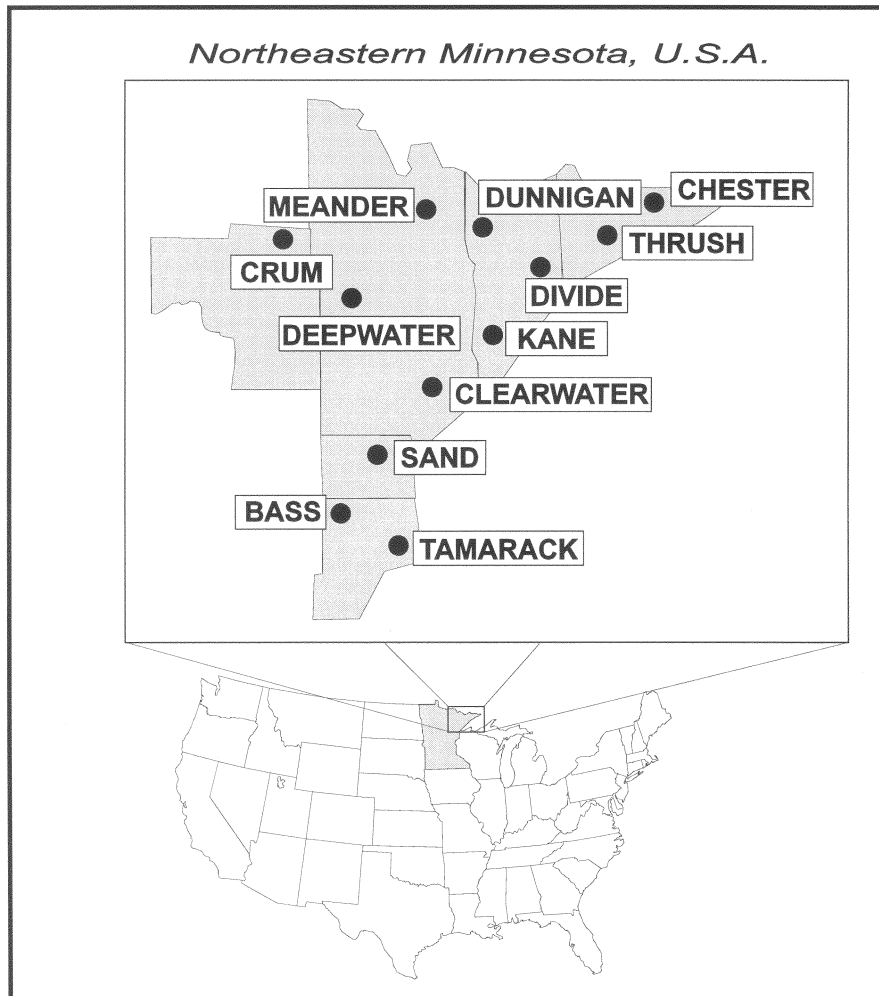 Northeastern Minnesota, U.S.A.
DUNNIGAN
CHESTER
MEANDER
THRUSH
CRUM
DIVIDE
DEEPWATER
KANE
CLEARWATER
SAND
BASS
TAMARACK